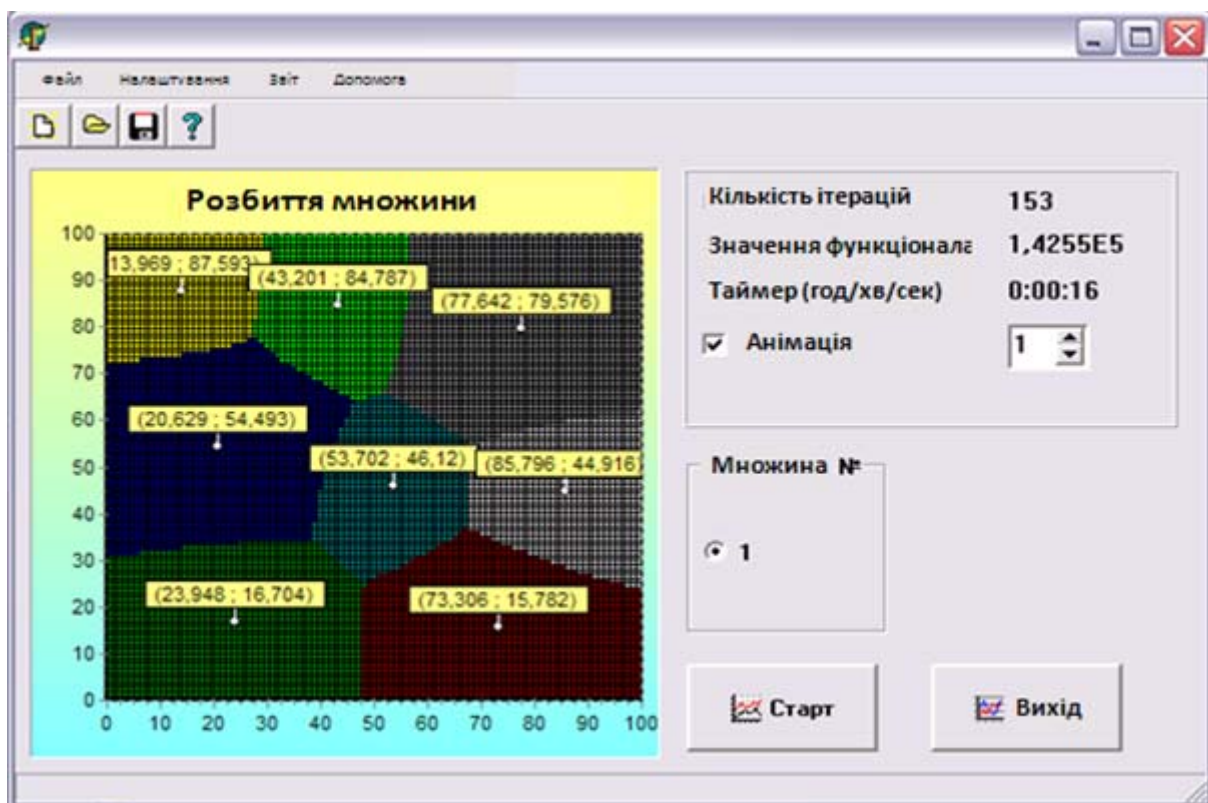 Файл Налаштування Звіт Допомога
Розбиття множини
100
90
80
70
60
50
40
30
20
10
0
13,969 ; 87,593)
(43,201 ; 84,787)
(77,642 ; 79,576)
(20,629 ; 54,493)
(53,702 ; 46,12)
(85,796 ; 44,916)
(23,948 ; 16,704)
(73,306 ; 15,782)
0 10 20 30 40 50 60 70 80 90 100
Кількість ітерацій 153
Значення функціонала 1,4255E5
Таймер (год/хв/сек) 0:00:16
Анімація 1
Множина №
1
Старт
Вихід